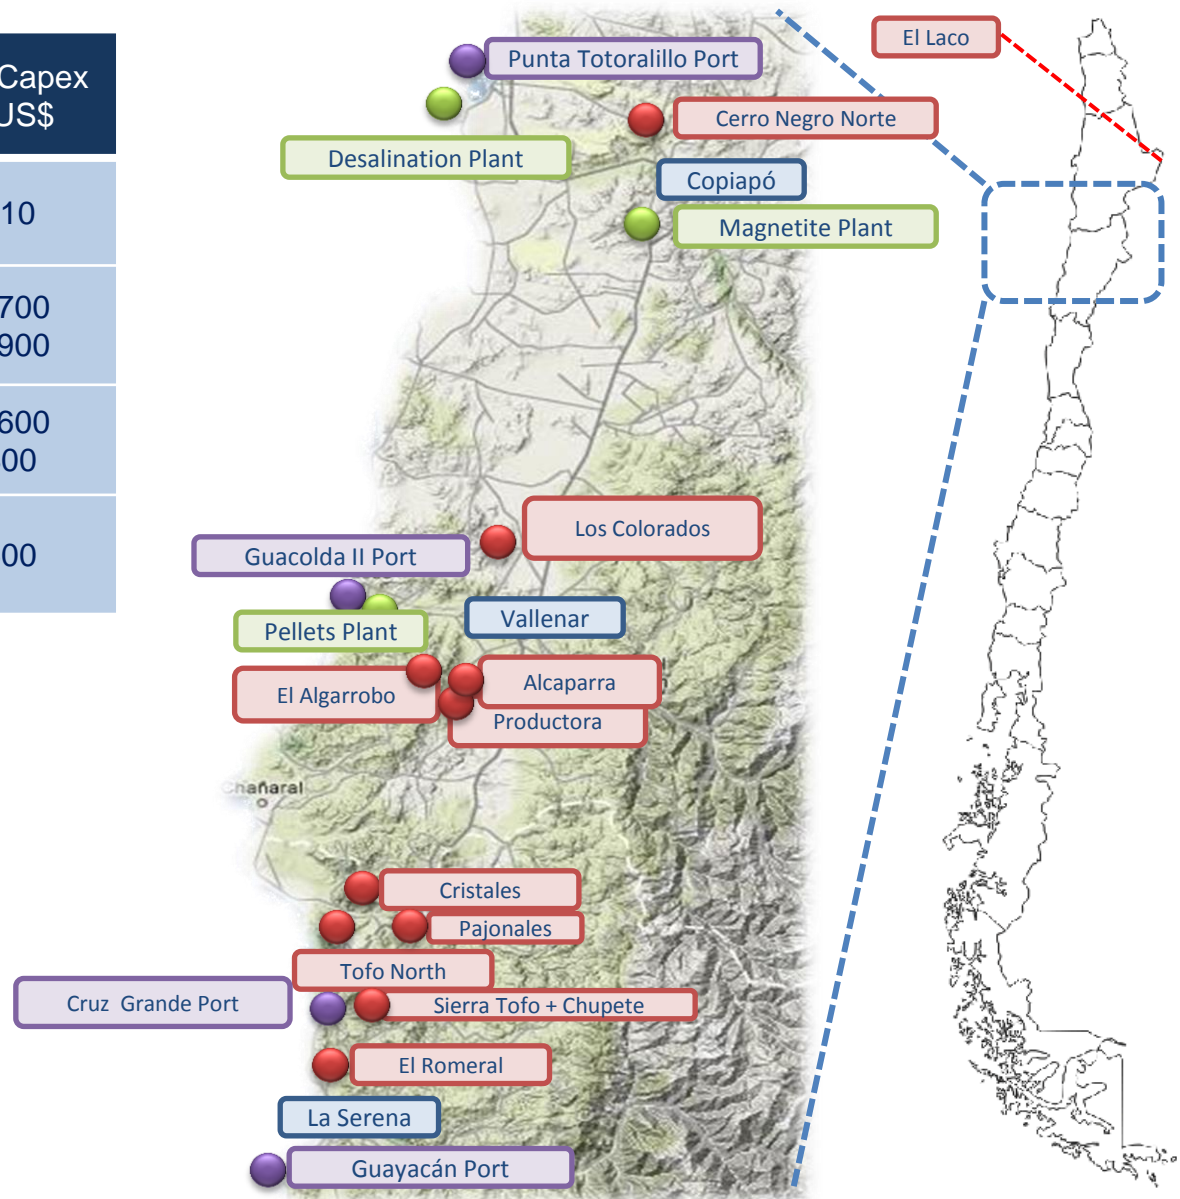 Capex
US$
10
700
900
600
00
00
El Laco
Punta Totoralillo Port
Cerro Negro Norte
Desalination Plant
Copiapó
Magnetite Plant
Los Colorados
Guacolda II Port
Vallenar
Pellets Plant
Alcaparra
El Algarrobo
Productora
Chañaral
Cristales
Pajonales
Tofo North
Cruz Grande Port
Sierra Tofo + Chupete
El Romeral
La Serena
Guayacán Port